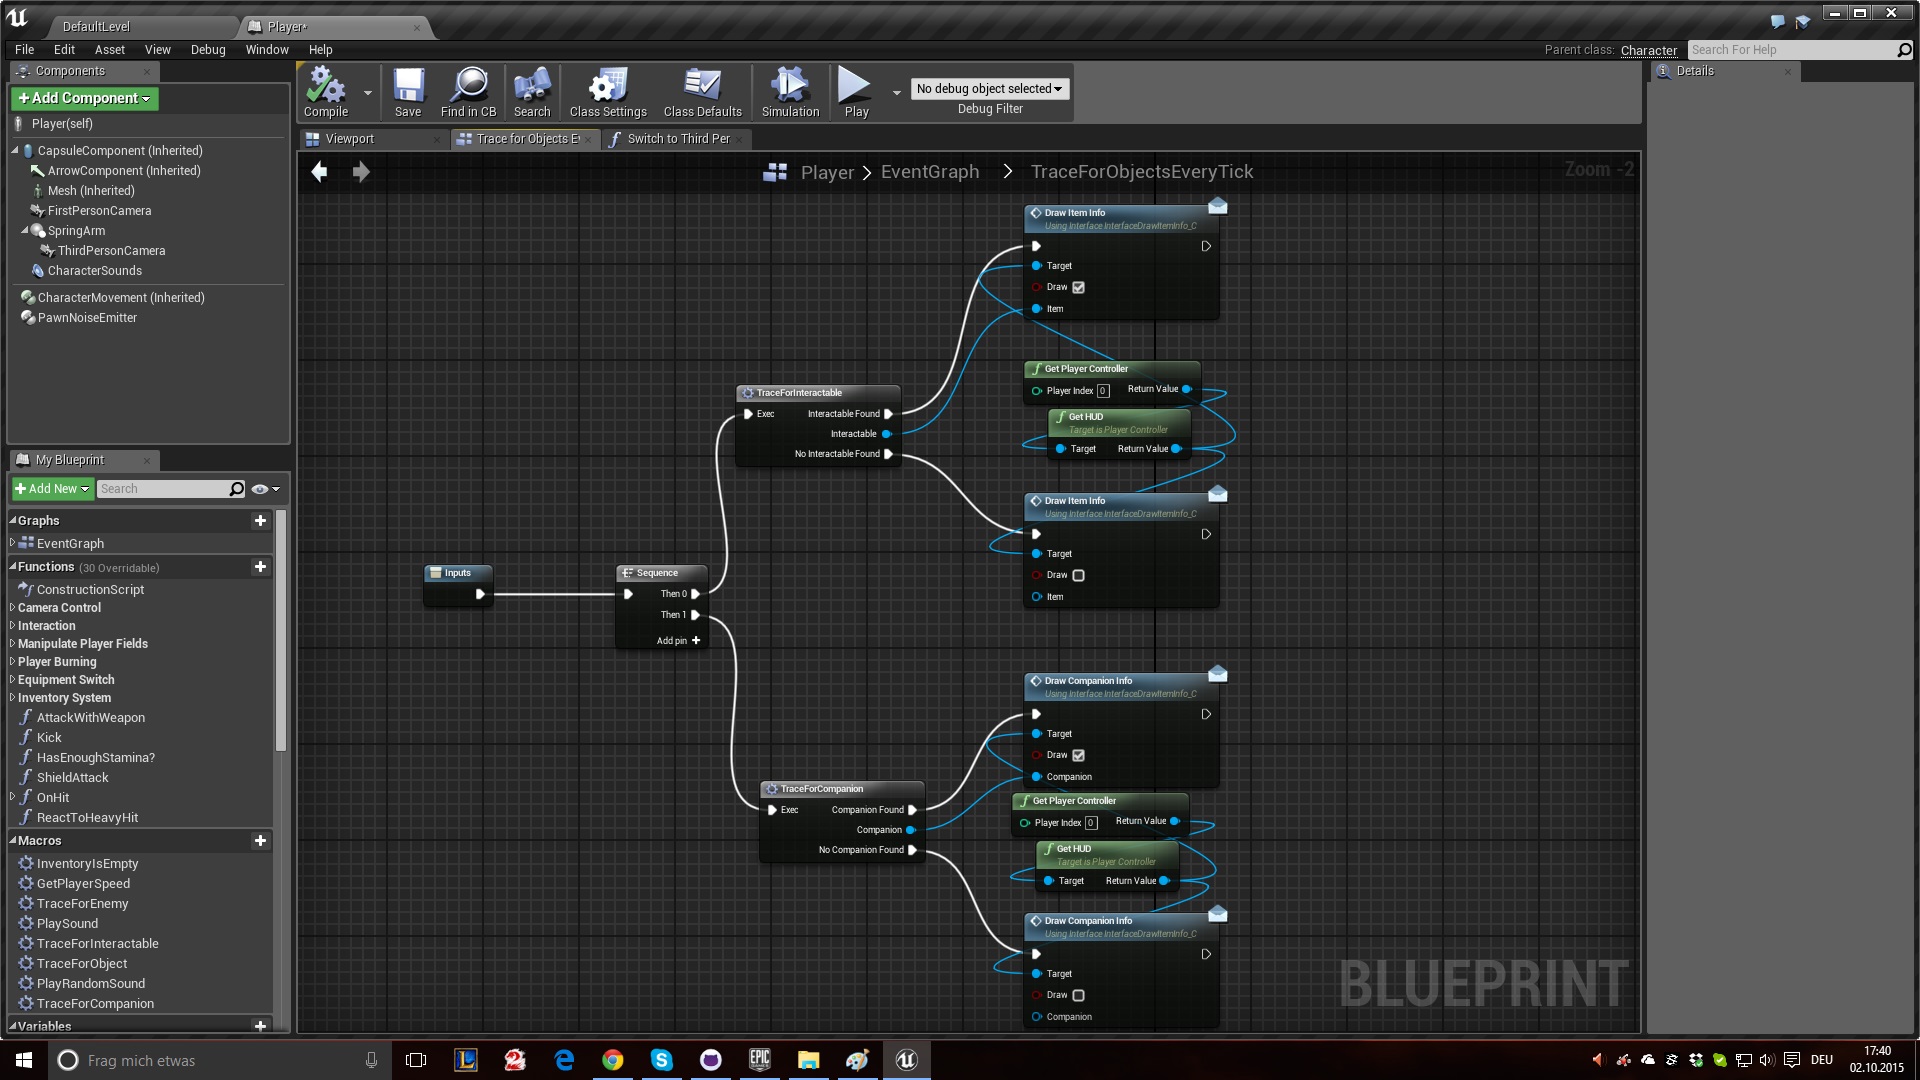 DefaultLevel
Player*
File Edit Asset View Debug Window Help
Parent class: Character
Search For Help
Components
Details
+Add Component
Player(self)
CapsuleComponent (Inherited)
ArrowComponent (Inherited)
Mesh (Inherited)
FirstPersonCamera
SpringArm
ThirdPersonCamera
CharacterSounds
CharacterMovement (Inherited)
PawnNoiseEmitter
Compile
Save
Find in CB
Search
Class Settings
Class Defaults
Simulation
Play
No debug object selected
Debug Filter
Viewport
Trace for Objects E
Switch to Third Per
Player > EventGraph > TraceForObjectsEveryTick
Zoom -2
My Blueprint
+Add New
Search
Graphs
EventGraph
Functions (30 Overridable)
ConstructionScript
Camera Control
Interaction
Manipulate Player Fields
Player Burning
Equipment Switch
Inventory System
AttackWithWeapon
Kick
HasEnoughStamina?
ShieldAttack
OnHit
ReactToHeavyHit
Macros
InventoryIsEmpty
GetPlayerSpeed
TraceForEnemy
PlaySound
TraceForInteractable
TraceForObject
PlayRandomSound
TraceForCompanion
Variables
Inputs
Sequence
Then 0
Then 1
Add pin +
TraceForInteractable
Exec Interactable Found
Interactable
No Interactable Found
TraceForCompanion
Exec Companion Found
Companion
No Companion Found
Draw Item Info
Using Interface InterfaceDrawItemInfo_C
Target
Draw
Item
Get Player Controller
Player Index 0 Return Value
Get HUD
Target is Player Controller
Target Return Value
Draw Item Info
Using Interface InterfaceDrawItemInfo_C
Target
Draw
Item
Draw Companion Info
Using Interface InterfaceDrawItemInfo_C
Target
Draw
Companion
Get Player Controller
Player Index 0 Return Value
Get HUD
Target is Player Controller
Target Return Value
Draw Companion Info
Using Interface InterfaceDrawItemInfo_C
Target
Draw
Companion
BLUEPRINT
Frag mich etwas
EPIC
GAMES
DEU
17:40
02.10.2015